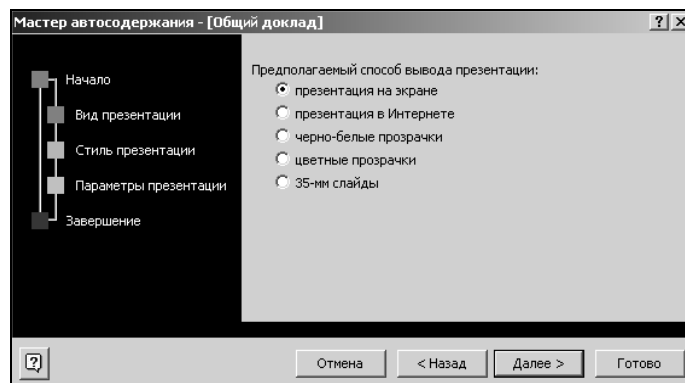 Мастер автосодержания - [Общий доклад]
Начало
Вид презентации
Стиль презентации
Параметры презентации
Завершение
Предполагаемый способ вывода презентации:
презентация на экране
презентация в Интернете
черно-белые прозрачки
цветные прозрачки
35-мм слайды
Отмена
< Назад
Далее >
Готово